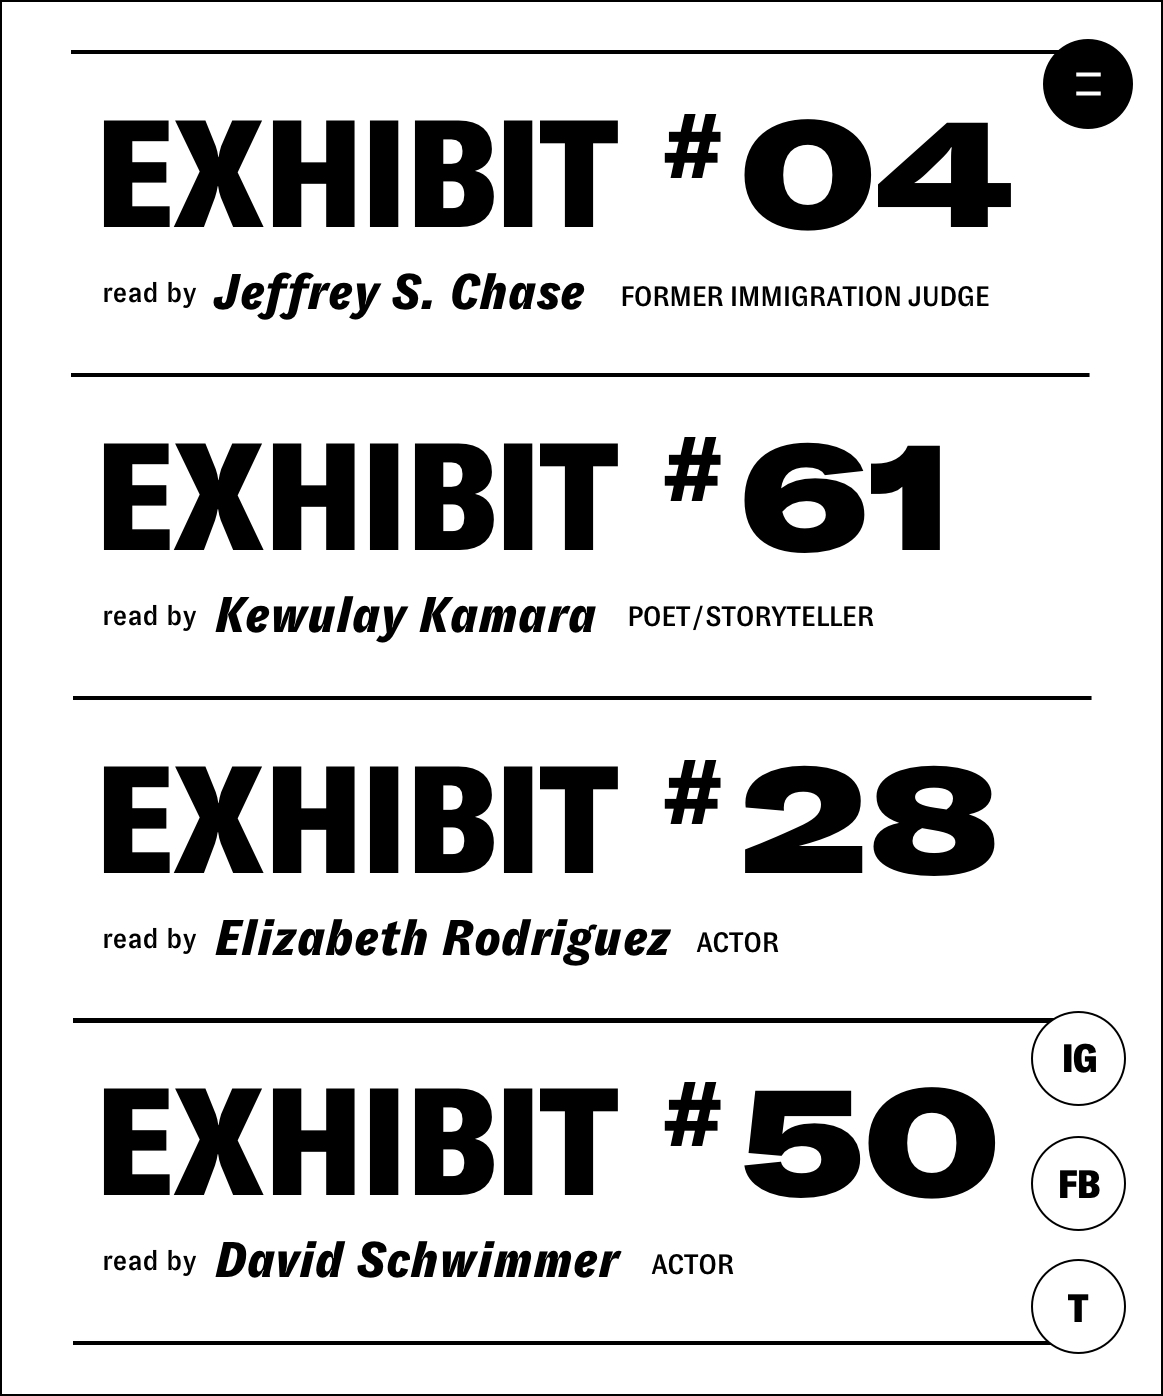 EXHIBIT #04
read by Jeffrey S. Chase FORMER IMMIGRATION JUDGE
EXHIBIT #61
read by Kewulay Kamara POET/STORYTELLER
EXHIBIT #28
read by Elizabeth Rodriguez ACTOR
IG
EXHIBIT #50
FB
read by David Schwimmer ACTOR
T